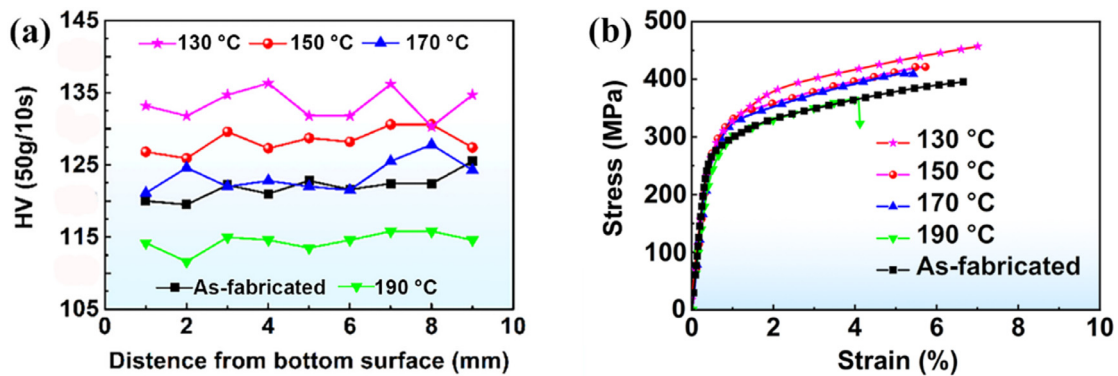 (a)
145
135
125
115
105
HV (50g/10s)
130 °C 150 °C 170 °C
As-fabricated 190 °C
0 2 4 6 8 10
Distence from bottom surface (mm)
(b)
500
400
300
200
100
0
Stress (MPa)
130 °C
150 °C
170 °C
190 °C
As-fabricated
0 2 4 6 8 10
Strain (%)